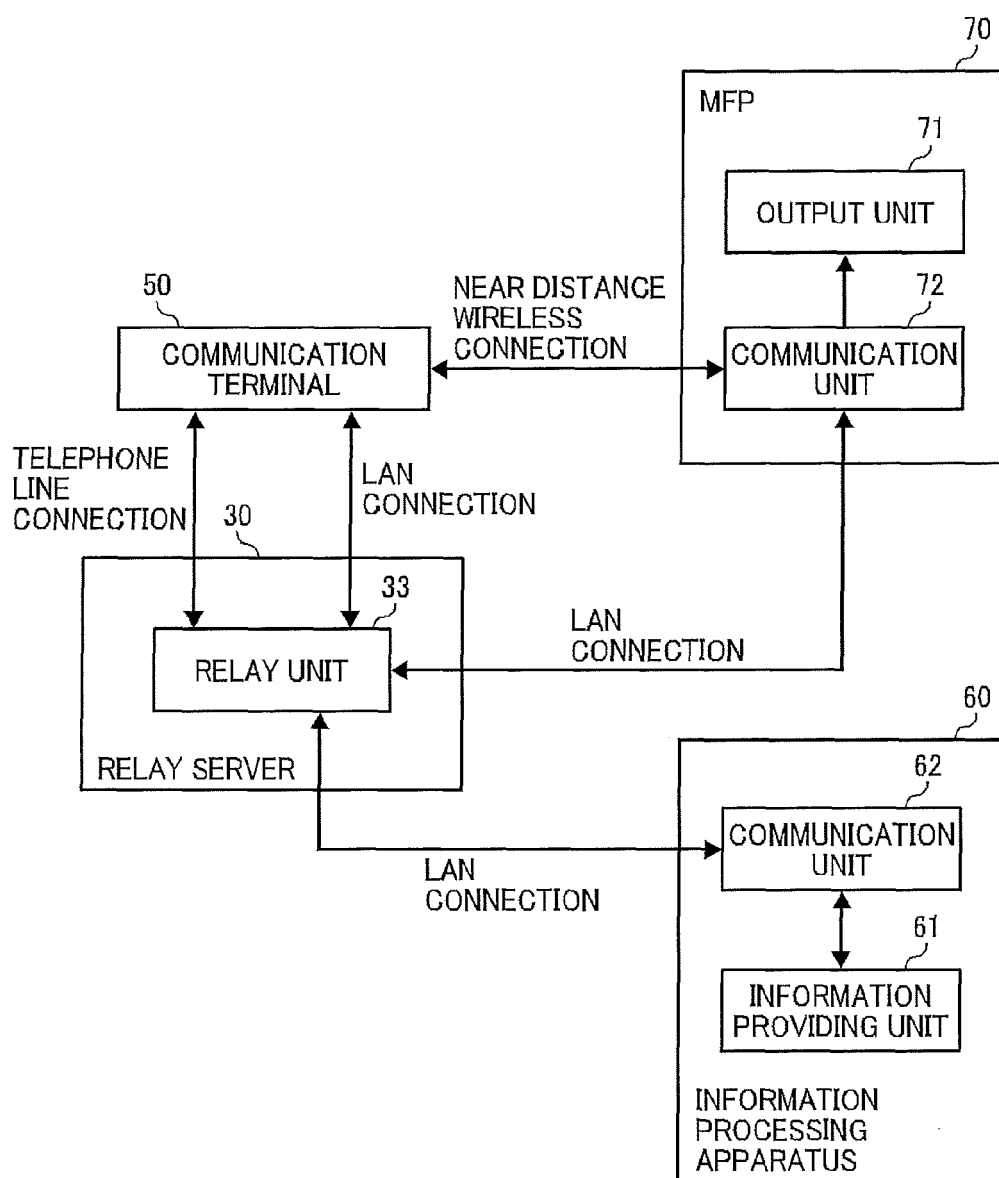 70
MFP
71
OUTPUT UNIT
50
NEAR DISTANCE
WIRELESS
CONNECTION
72
COMMUNICATION
TERMINAL
COMMUNICATION
UNIT
TELEPHONE
LINE
CONNECTION
LAN
CONNECTION
30
33
RELAY UNIT
LAN
CONNECTION
RELAY SERVER
60
62
COMMUNICATION
UNIT
LAN
CONNECTION
61
INFORMATION
PROVIDING UNIT
INFORMATION
PROCESSING
APPARATUS